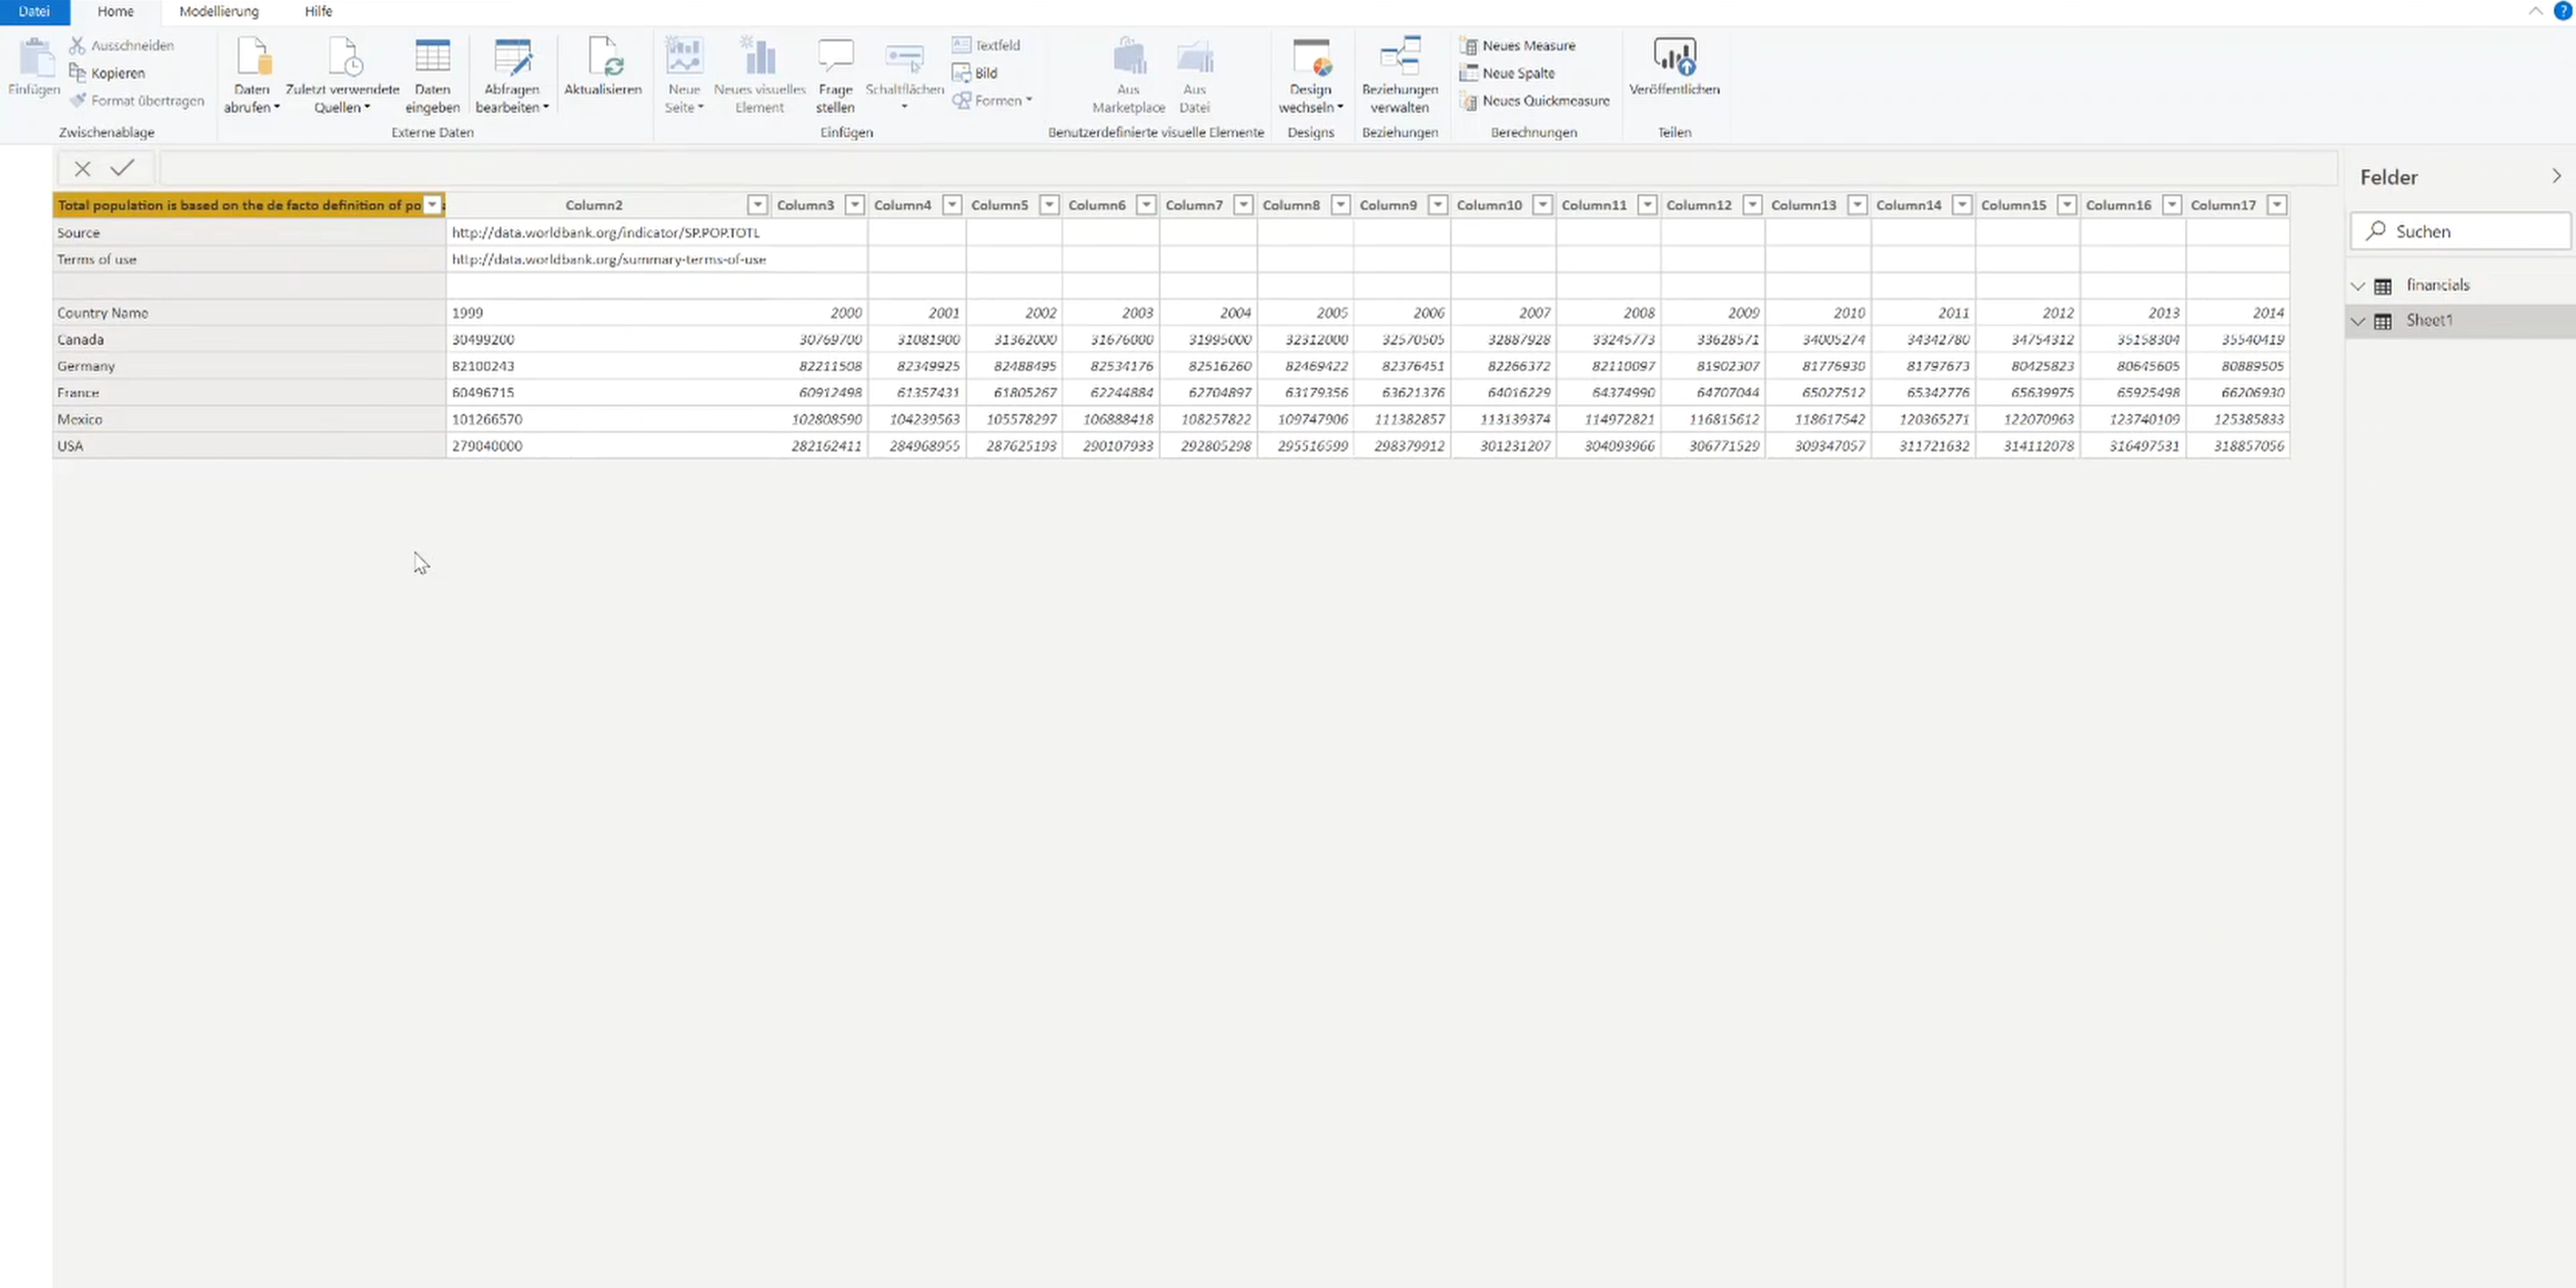 Datei Home Modellierung Hilfe
Einfügen Ausschneiden Kopieren Format übertragen
Daten abrufen Zuletzt verwendete Quellen Daten eingeben Abfragen bearbeiten Aktualisieren
Neue Seite Neues visuelles Element Frage stellen Schaltflächen Textfeld Bild Formen
Aus Marketplace Aus Datei Design wechseln Beziehungen verwalten
Neues Measure Neue Spalte Neues Quickmeasure Veröffentlichen
Zwischenablage Externe Daten Einfügen Benutzerdefinierte visuelle Elemente Designs Beziehungen Berechnungen Teilen
Total population is based on the de facto definition of po Column2 Column3 Column4 Column5 Column6 Column7 Column8 Column9 Column10 Column11 Column12 Column13 Column14 Column15 Column16 Column17
Source http://data.worldbank.org/indicator/SP.POP.TOTL
Terms of use http://data.worldbank.org/summary-terms-of-use
Country Name 1999 2000 2001 2002 2003 2004 2005 2006 2007 2008 2009 2010 2011 2012 2013 2014
Canada 30499200 30769700 31081900 31362000 31676000 31995000 32312000 32570505 32887928 33245773 33628571 34005274 34342780 34754312 35158304 35540419
Germany 82100243 82211508 82349925 82488495 82534176 82516260 82469422 82376451 82266372 82110097 81902307 81776930 81797673 80425823 80645605 80889505
France 60496715 60912498 61357431 61805267 62244884 62704897 63179356 63621376 64016229 64374990 64707044 65027512 65342776 65639975 65925498 66206930
Mexico 101266570 102808590 104239563 105578297 106888418 108257822 109747906 111382857 113139374 114972821 116815612 118617542 120365271 122070963 123740109 125385833
USA 279040000 282162411 284968955 287625193 290107933 292805298 295516599 298379912 301231207 304093966 306771529 309347057 311721632 314112078 316497531 318857056
Felder
Suchen
financials
Sheet1